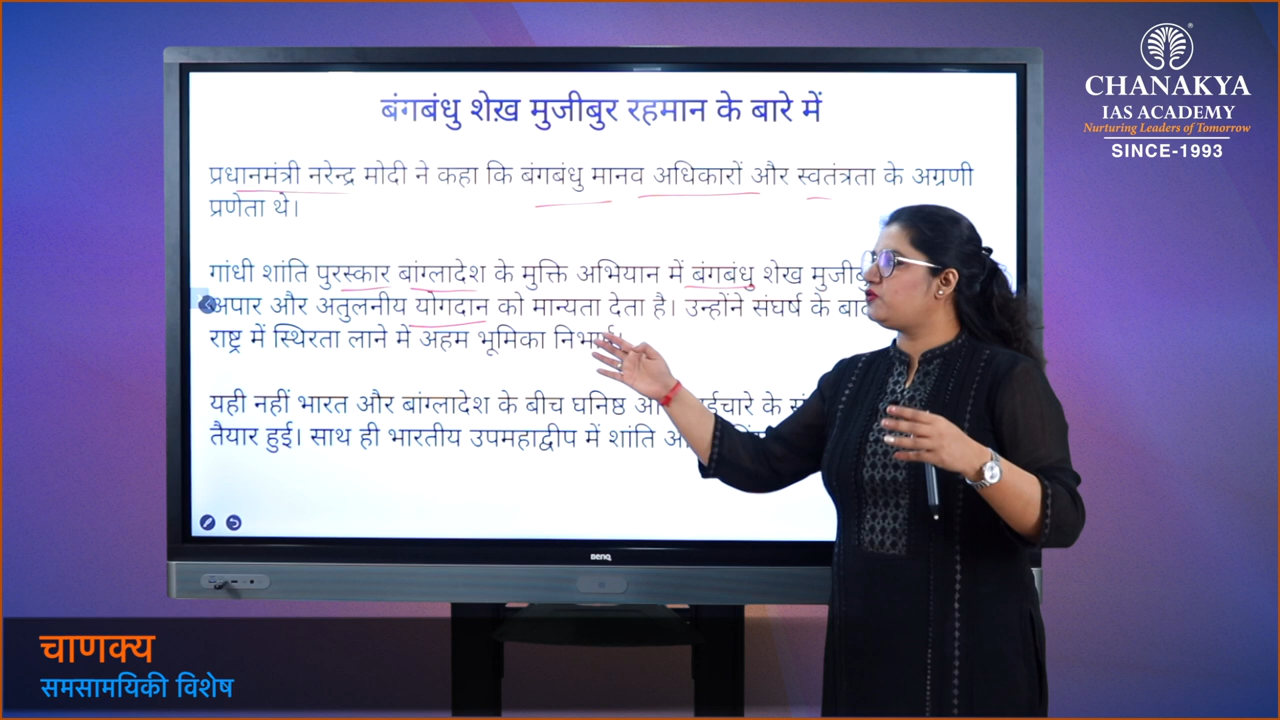 बंगबंधु शेख़ मुजीबुर रहमान के बारे में
प्रधानमंत्री नरेन्द्र मोदी ने कहा कि बंगबंधु मानव अधिकारों और स्वतंत्रता के अग्रणी
प्रणेता थे।
गांधी शांति पुरस्कार बांग्लादेश के मुक्ति अभियान में बंगबंधु शेख
अपार और अतुलनीय योगदान को मान्यता देता है। उन्होंने संघर्ष के
राष्ट्र में स्थिरता लाने में अहम भूमिका
यही नहीं भारत और बांग्लादेश के बीच घनिष्ठ के
तैयार हुई। साथ ही भारतीय उपमहाद्वीप में शांति
BenQ
CHANAKYA
IAS ACADEMY
Nurturing Leaders of Tomorrow
SINCE-1993
चाणक्य
समसामयिकी विशेष